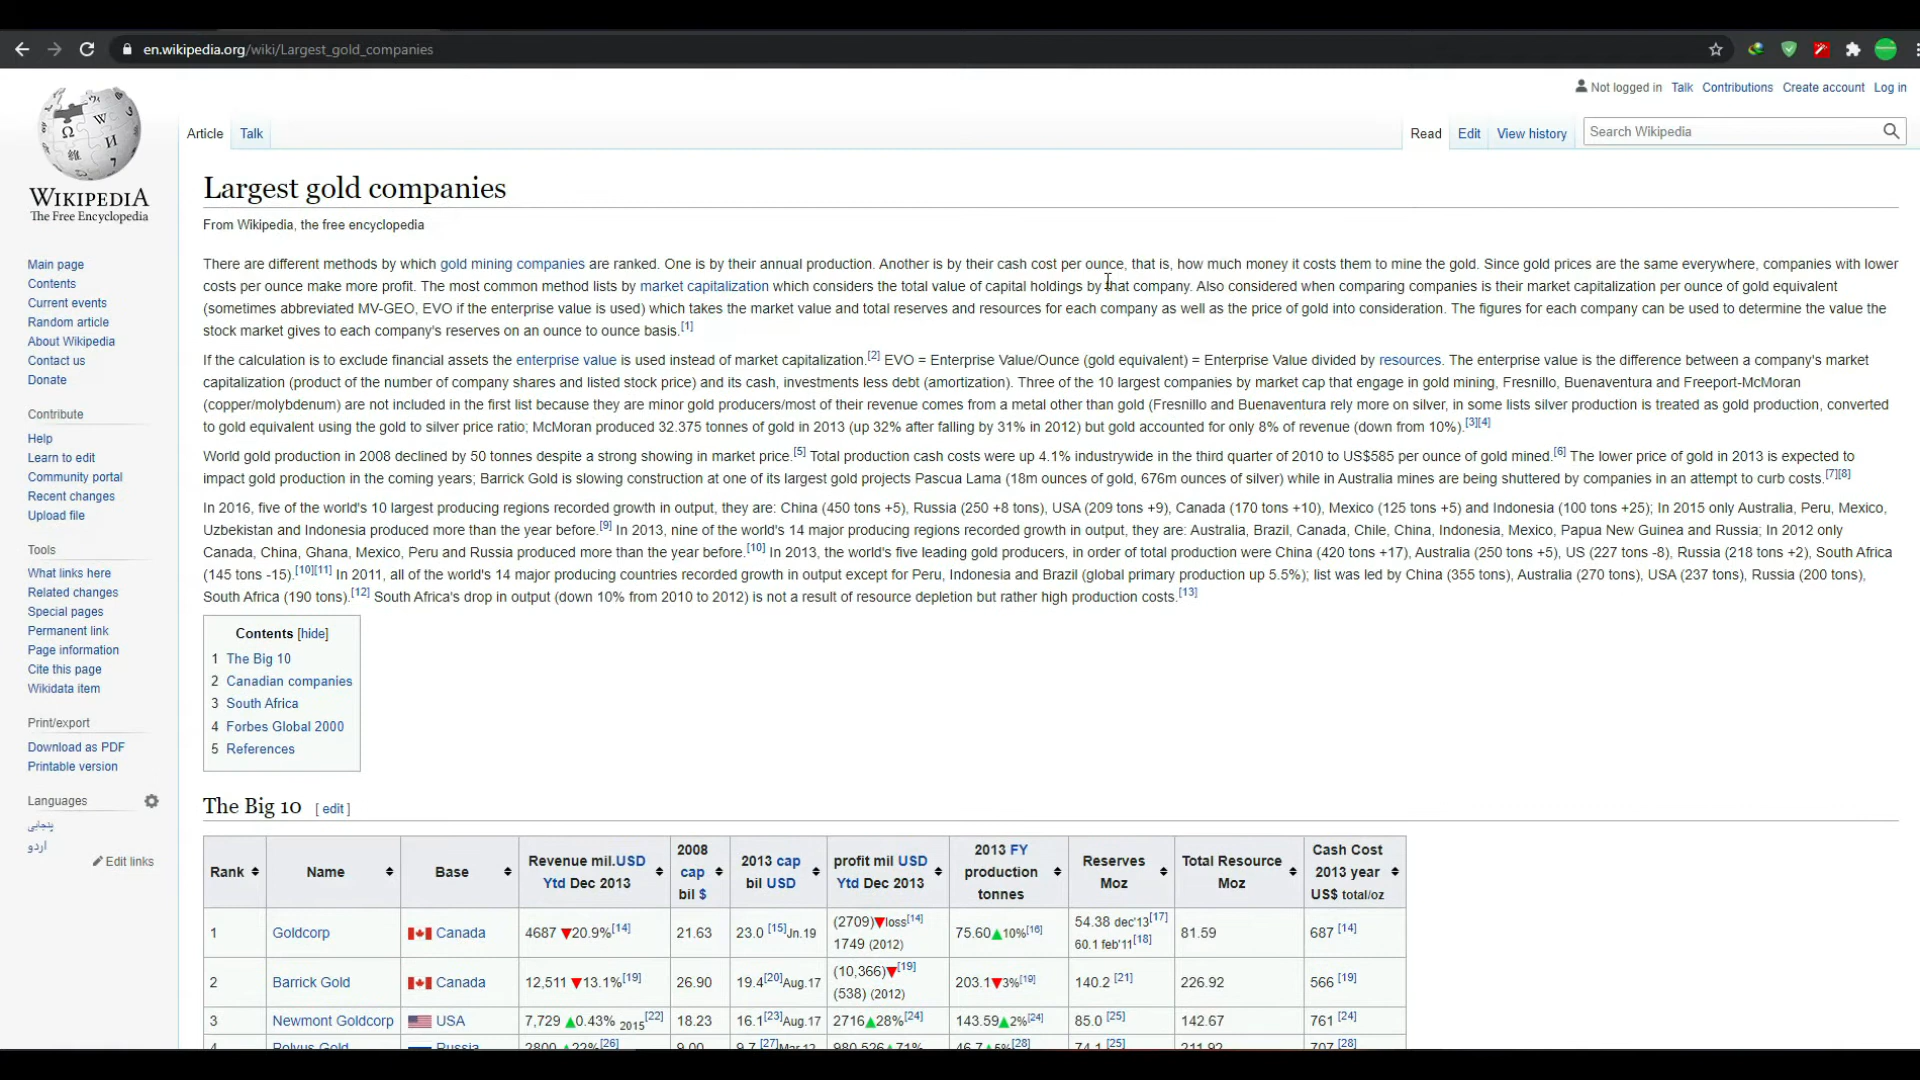 en.wikipedia.org/wiki/Largest_gold_companies
Not logged in Talk Contributions Create account Log in
Article Talk Read Edit View history Search Wikipedia
WIKIPEDIA
The Free Encyclopedia
Largest gold companies
From Wikipedia, the free encyclopedia
Main page
Contents
Current events
Random article
About Wikipedia
Contact us
Donate
Contribute
Help
Learn to edit
Community portal
Recent changes
Upload file
Tools
What links here
Related changes
Special pages
Permanent link
Page information
Cite this page
Wikidata item
Print/export
Download as PDF
Printable version
Languages
پنجابی
اردو
Edit links
There are different methods by which gold mining companies are ranked. One is by their annual production. Another is by their cash cost per ounce, that is, how much money it costs them to mine the gold. Since gold prices are the same everywhere, companies with lower
costs per ounce make more profit. The most common method lists by market capitalization which considers the total value of capital holdings by that company. Also considered when comparing companies is their market capitalization per ounce of gold equivalent
(sometimes abbreviated MV-GEO, EVO if the enterprise value is used) which takes the market value and total reserves and resources for each company as well as the price of gold into consideration. The figures for each company can be used to determine the value the
stock market gives to each company's reserves on an ounce to ounce basis.[1]
If the calculation is to exclude financial assets the enterprise value is used instead of market capitalization.[2] EVO = Enterprise Value/Ounce (gold equivalent) = Enterprise Value divided by resources. The enterprise value is the difference between a company's market
capitalization (product of the number of company shares and listed stock price) and its cash, investments less debt (amortization). Three of the 10 largest companies by market cap that engage in gold mining, Fresnillo, Buenaventura and Freeport-McMoran
(copper/molybdenum) are not included in the first list because they are minor gold producers/most of their revenue comes from a metal other than gold (Fresnillo and Buenaventura rely more on silver, in some lists silver production is treated as gold production, converted
to gold equivalent using the gold to silver price ratio; McMoran produced 32.375 tonnes of gold in 2013 (up 32% after falling by 31% in 2012) but gold accounted for only 8% of revenue (down from 10%).[3][4]
World gold production in 2008 declined by 50 tonnes despite a strong showing in market price.[5] Total production cash costs were up 4.1% industrywide in the third quarter of 2010 to US$585 per ounce of gold mined.[6] The lower price of gold in 2013 is expected to
impact gold production in the coming years; Barrick Gold is slowing construction at one of its largest gold projects Pascua Lama (18m ounces of gold, 676m ounces of silver) while in Australia mines are being shuttered by companies in an attempt to curb costs.[7][8]
In 2016, five of the world's 10 largest producing regions recorded growth in output, they are: China (450 tons +5), Russia (250 +8 tons), USA (209 tons +9), Canada (170 tons +10), Mexico (125 tons +5) and Indonesia (100 tons +25); In 2015 only Australia, Peru, Mexico,
Uzbekistan and Indonesia produced more than the year before.[9] In 2013, nine of the world's 14 major producing regions recorded growth in output, they are: Australia, Brazil, Canada, Chile, China, Indonesia, Mexico, Papua New Guinea and Russia; In 2012 only
Canada, China, Ghana, Mexico, Peru and Russia produced more than the year before.[10] In 2013, the world's five leading gold producers, in order of total production were China (420 tons +17), Australia (250 tons +5), US (227 tons -8), Russia (218 tons +2), South Africa
(145 tons -15).[10][11] In 2011, all of the world's 14 major producing countries recorded growth in output except for Peru, Indonesia and Brazil (global primary production up 5.5%); list was led by China (355 tons), Australia (270 tons), USA (237 tons), Russia (200 tons),
South Africa (190 tons).[12] South Africa's drop in output (down 10% from 2010 to 2012) is not a result of resource depletion but rather high production costs.[13]
Contents [hide]
1 The Big 10
2 Canadian companies
3 South Africa
4 Forbes Global 2000
5 References
The Big 10 [ edit ]
Rank Name Base Revenue mil.USD Ytd Dec 2013 2008 cap bil $ 2013 cap bil USD profit mil USD Ytd Dec 2013 2013 FY production tonnes Reserves Moz Total Resource Moz Cash Cost 2013 year US$ total/oz
1 Goldcorp Canada 4687 ▼20.9%[14] 21.63 23.0 [15]Jn.19 (2709)▼loss[14] 1749 (2012) 75.60▲10%[16] 54.38 dec'13[17] 60.1 feb'11[18] 81.59 687 [14]
2 Barrick Gold Canada 12,511 ▼13.1%[19] 26.90 19.4[20]Aug.17 (10,366)▼[19] (538) (2012) 203.1▼3%[19] 140.2 [21] 226.92 566 [19]
3 Newmont Goldcorp USA 7,729 ▲0.43% 2015[22] 18.23 16.1[23]Aug.17 2716▲28%[24] 143.59▲2%[24] 85.0 [25] 142.67 761 [24]
4 Polyus Gold Russia 2800 ▲22%[26] 9.00 9.7 [27]Mar.12 980.526▲71% 46.7▲5%[28] 74.1 [25] 211.92 707 [28]